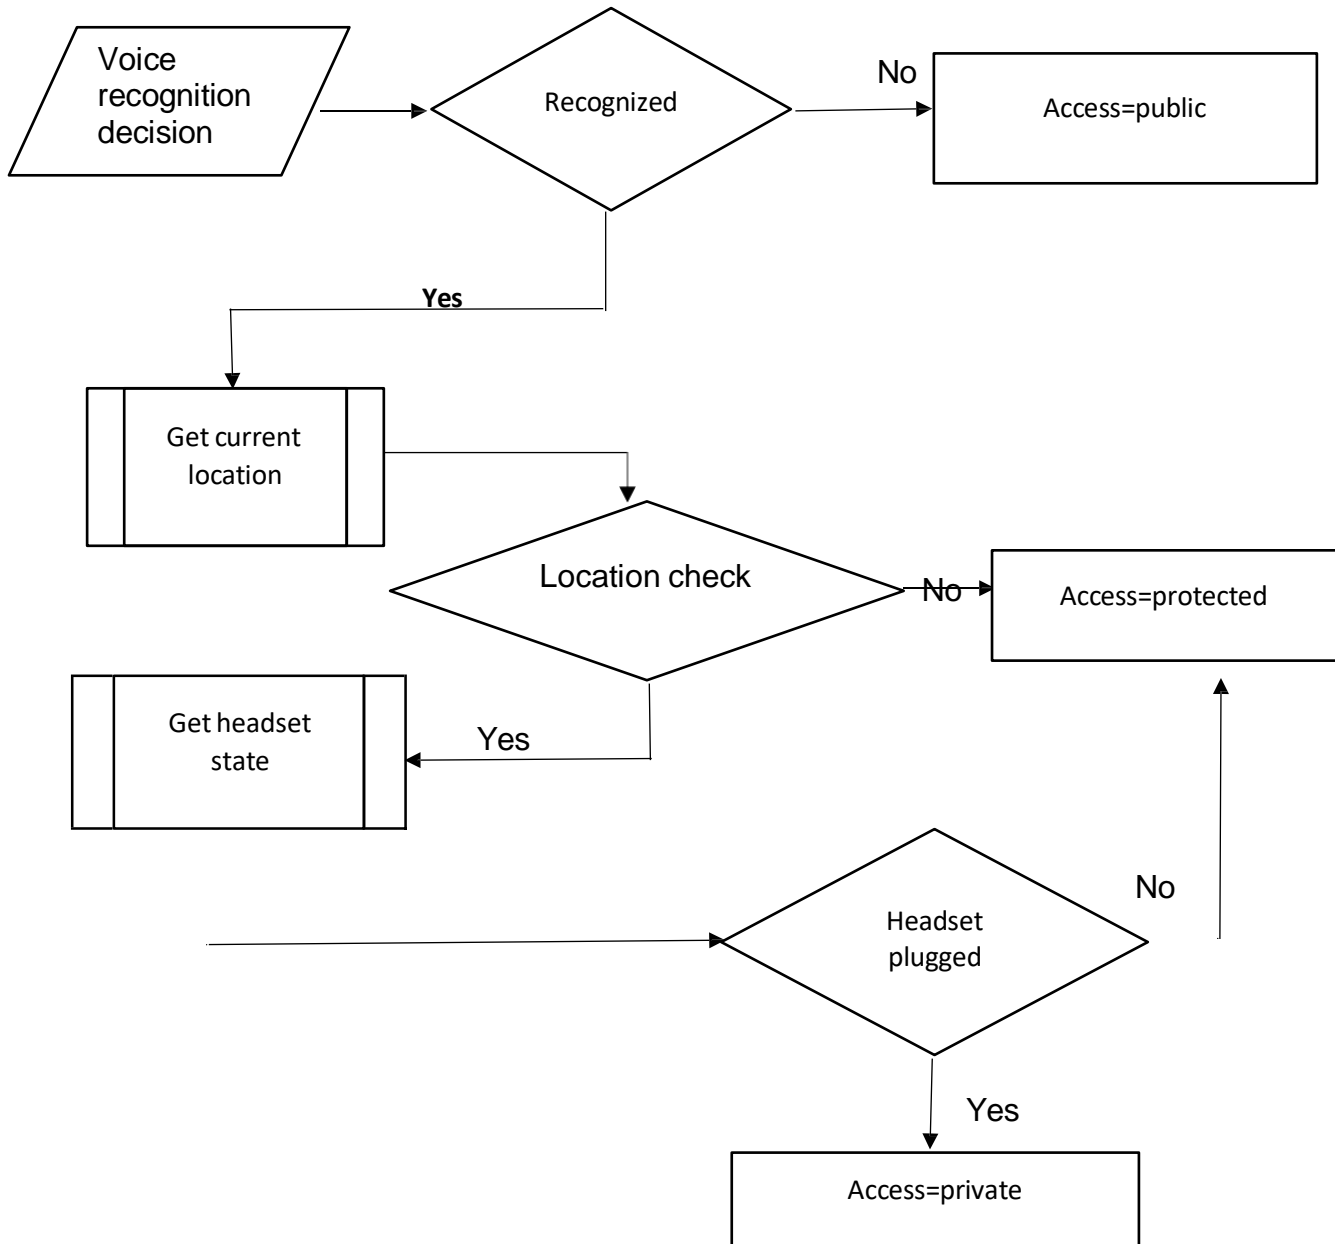 Voice
recognition
decision
Recognized
No
Access=public
Yes
Get current
location
Location check
No
Access=protected
Get headset
state
Yes
Headset
plugged
No
Yes
Access=private